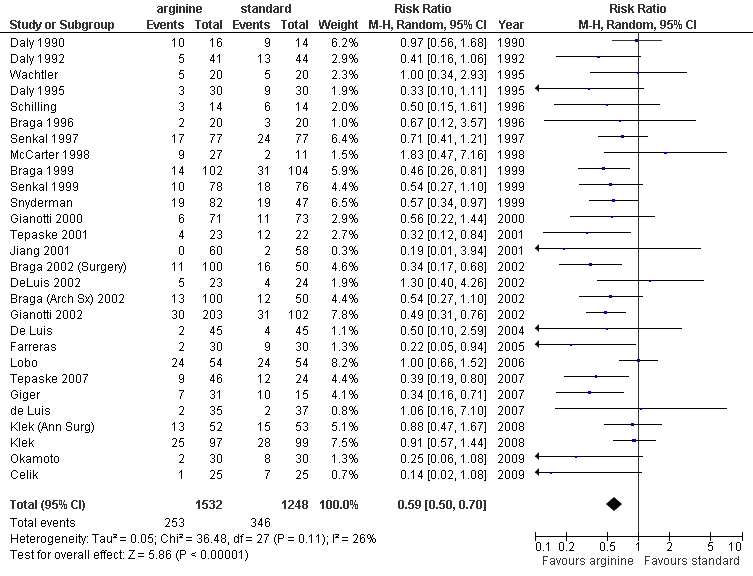 arginine standard Risk Ratio Risk Ratio
Study or Subgroup Events Total Events Total Weight M-H, Random, 95% CI Year M-H, Random, 95% CI
Daly 1990 10 16 9 14 6.2% 0.97 [0.56, 1.68] 1990
Daly 1992 5 41 13 44 2.7% 0.41 [0.16, 1.06] 1992
Wachtler 5 20 5 20 2.1% 1.00 [0.34, 2.93] 1995
Daly 1995 3 30 9 30 1.7% 0.33 [0.10, 1.11] 1995
Schilling 3 14 6 14 2.0% 0.50 [0.15, 1.61] 1996
Braga 1996 2 20 3 20 0.9% 0.67 [0.12, 3.57] 1996
Senkal 1997 17 77 24 77 6.4% 0.71 [0.41, 1.21] 1997
McCarter 1998 9 27 2 11 1.5% 1.83 [0.47, 7.16] 1998
Braga 1999 14 102 31 104 6.0% 0.46 [0.26, 0.81] 1999
Senkal 1999 10 78 18 76 4.4% 0.54 [0.27, 1.10] 1999
Snyderman 19 82 19 47 6.5% 0.57 [0.34, 0.97] 1999
Gianotti 2000 6 71 11 73 2.8% 0.56 [0.22, 1.44] 2000
Tepaske 2001 4 23 12 22 2.6% 0.32 [0.12, 0.84] 2001
Jiang 2001 0 60 2 58 0.3% 0.19 [0.01, 3.94] 2001
Braga 2002 (Surgery) 11 100 16 50 4.6% 0.34 [0.17, 0.68] 2002
DeLuis 2002 5 23 4 24 1.8% 1.30 [0.40, 4.26] 2002
Braga (Arch Sx) 2002 13 100 12 50 4.4% 0.54 [0.27, 1.10] 2002
Gianotti 2002 30 203 31 102 7.8% 0.49 [0.31, 0.76] 2002
De Luis 2 45 4 45 1.0% 0.50 [0.10, 2.59] 2004
Farreras 2 30 9 30 1.3% 0.22 [0.05, 0.94] 2005
Lobo 24 54 24 54 8.2% 1.00 [0.66, 1.52] 2006
Tepaske 2007 9 46 12 24 4.3% 0.39 [0.19, 0.80] 2007
Giger 7 31 10 15 4.1% 0.34 [0.16, 0.71] 2007
de Luis 2 35 2 37 0.8% 1.06 [0.16, 7.10] 2007
Klek (Ann Surg) 13 52 15 53 5.2% 0.88 [0.47, 1.67] 2008
Klek 25 97 28 99 7.4% 0.91 [0.57, 1.44] 2008
Okamoto 2 30 8 30 1.3% 0.25 [0.06, 1.08] 2009
Celik 1 25 7 25 0.7% 0.14 [0.02, 1.08] 2009
Total (95% CI) 1532 1248 100.0% 0.59 [0.50, 0.70]
Total events 253 346
Heterogeneity: Tau² = 0.05; Chi² = 36.48, df = 27 (P = 0.11); I² = 26%
Test for overall effect: Z = 5.86 (P < 0.00001)
0.1 0.2 0.5 1 2 5 10
Favours arginine Favours standard